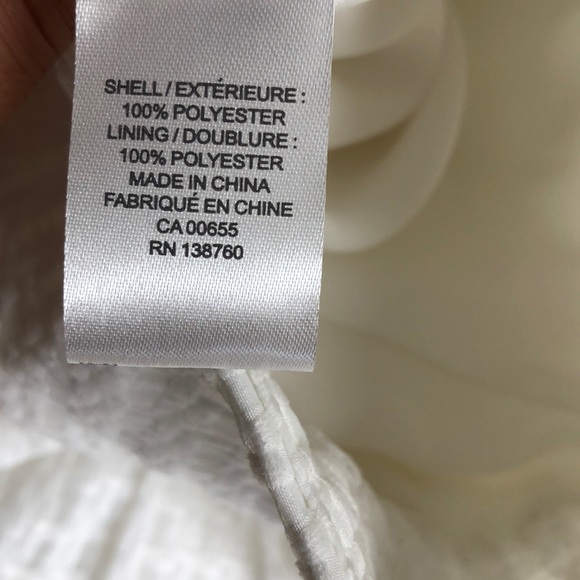 SHELL / EXTÉRIEURE :
100% POLYESTER
LINING / DOUBLURE :
100% POLYESTER
MADE IN CHINA
FABRIQUÉ EN CHINE
CA 00655
RN 138760